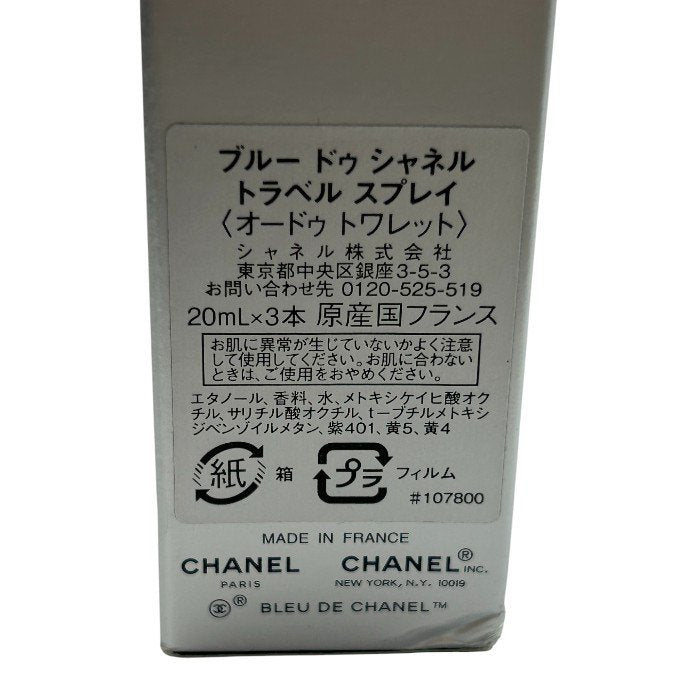 ブルー ドゥ シャネル
トラベル スプレイ
〈オードゥ トワレット〉
シャネル株式会社
東京都中央区銀座3-5-3
お問い合わせ先 0120-525-519
20mL×3本 原産国フランス
お肌に異常が生じていないかよく注意
して使用してください。お肌に合わない
ときは、ご使用をおやめください。
エタノール、香料、水、メトキシケイヒ酸オク
チル、サリチル酸オクチル、tーブチルメトキシ
ジベンゾイルメタン、紫401、黄5、黄4
紙 箱 プラ フィルム
#107800
MADE IN FRANCE
CHANEL CHANEL® INC.
PARIS NEW YORK, N.Y. 10019
® BLEU DE CHANEL™